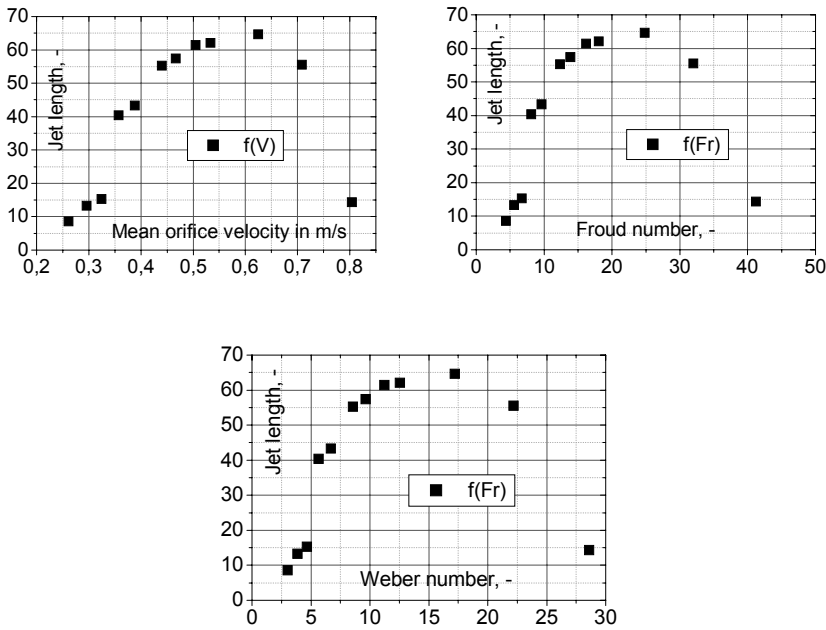 70
60
50
40
30
20
10
0
Jet length, -
f(V)
Mean orifice velocity in m/s
0,2 0,3 0,4 0,5 0,6 0,7 0,8
70
60
50
40
30
20
10
0
Jet length, -
f(Fr)
Froud number, -
0 10 20 30 40 50
70
60
50
40
30
20
10
0
Jet length, -
f(Fr)
Weber number, -
0 5 10 15 20 25 30